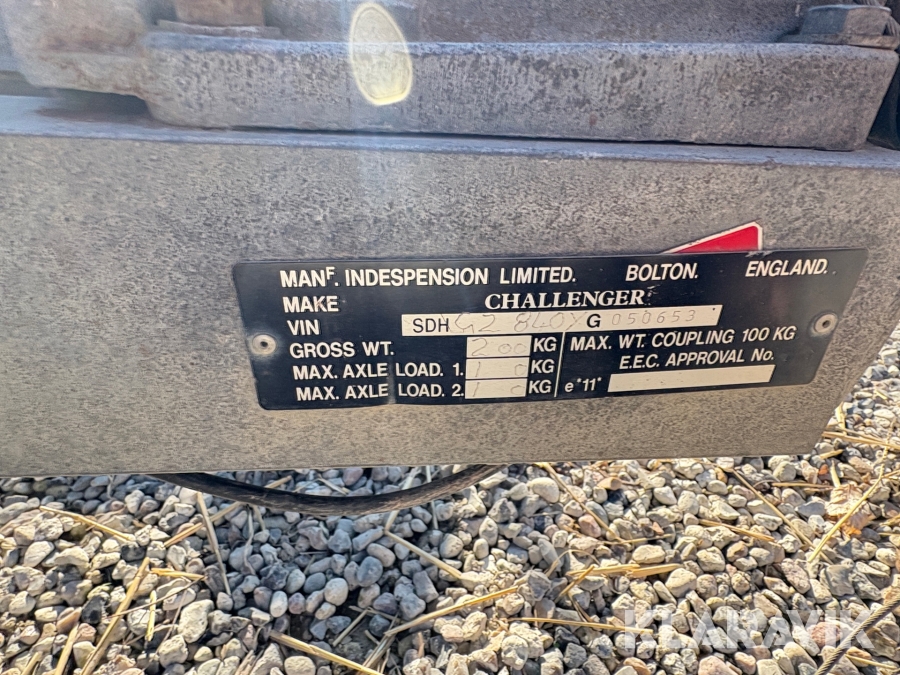 MANF. INDESPENSION LIMITED. BOLTON. ENGLAND.
MAKE CHALLENGER
VIN SDH G 050653
GROSS WT. KG MAX. WT. COUPLING 100 KG
MAX. AXLE LOAD. 1. KG E.E.C. APPROVAL No.
MAX. AXLE LOAD. 2. KG e*11*
KLARAVIK